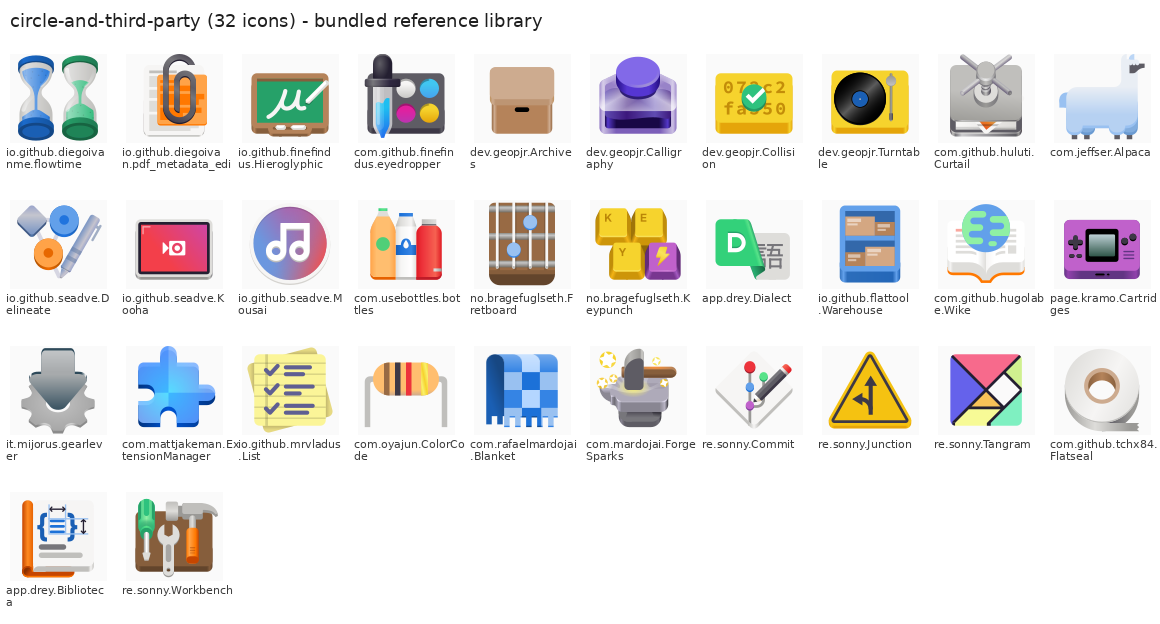 circle-and-third-party (32 icons) - bundled reference library
07? c2
fa550
μ
K E
Y
D 語
io.github.diegoiva
nme.flowtime
io.github.diegoiva
n.pdf_metadata_edi
io.github.finefind
us.Hieroglyphic
com.github.finefin
dus.eyedropper
dev.geopjr.Archive
s
dev.geopjr.Calligr
aphy
dev.geopjr.Collisi
on
dev.geopjr.Turntab
le
com.github.huluti.
Curtail
com.jeffser.Alpaca
io.github.seadve.D
elineate
io.github.seadve.K
ooha
io.github.seadve.M
ousai
com.usebottles.bot
tles
no.bragefuglseth.F
retboard
no.bragefuglseth.K
eypunch
app.drey.Dialect
io.github.flattool
.Warehouse
com.github.hugolab
e.Wike
page.kramo.Cartrid
ges
it.mijorus.gearlev
er
com.mattjakeman.Ex
tensionManager
io.github.mrvladus
.List
com.oyajun.ColorCo
de
com.rafaelmardojai
.Blanket
com.mardojai.Forge
Sparks
re.sonny.Commit
re.sonny.Junction
re.sonny.Tangram
com.github.tchx84.
Flatseal
app.drey.Bibliotec
a
re.sonny.Workbench